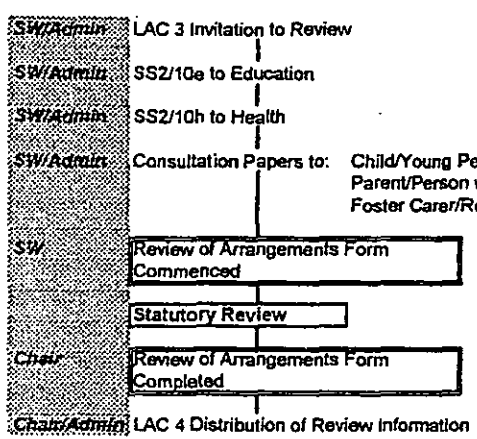 SW/Admin LAC 3 Invitation to Review
SW/Admin SS2/10e to Education
SW/Admin SS2/10h to Health
SW/Admin Consultation Papers to: Child/Young Pe
Parent/Person
Foster Carer/Re
SW Review of Arrangements Form
Commenced
Statutory Review
Chair Review of Arrangements Form
Completed
Chair/Admin LAC 4 Distribution of Review Information